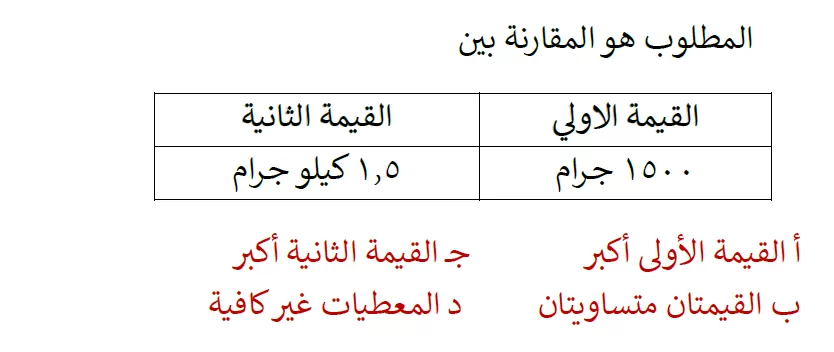 المطلوب هو المقارنة بين
القيمة الاولي القيمة الثانية
١٥٠٠ جرام ١,٥ كيلو جرام
أ القيمة الأولى أكبر جـ القيمة الثانية أكبر
ب القيمتان متساويتان د المعطيات غير كافية